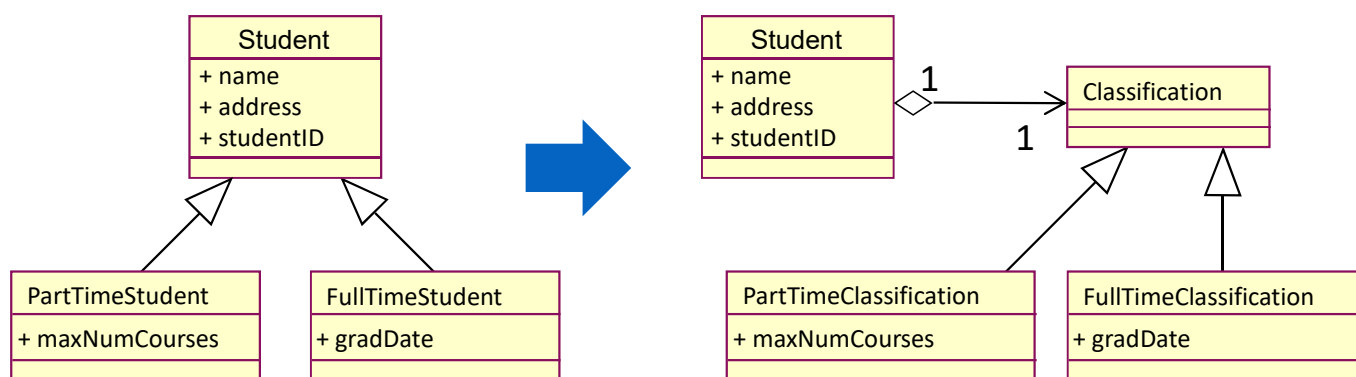 Student
+ name
+ address
+ studentID
PartTimeStudent
+ maxNumCourses
FullTimeStudent
+ gradDate
Student
+ name
+ address
+ studentID
1
1
Classification
PartTimeClassification
+ maxNumCourses
FullTimeClassification
+ gradDate